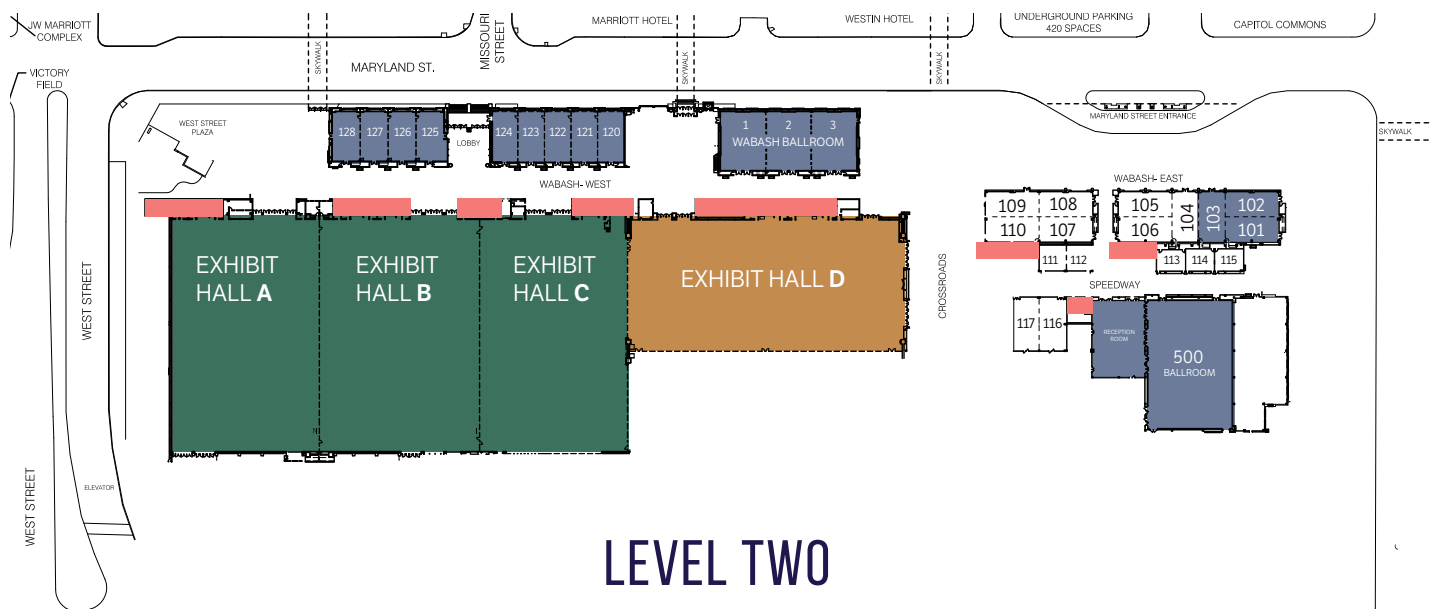 JW MARRIOTT
COMPLEX
MISSOURI
STREET
MARRIOTT HOTEL
WESTIN HOTEL
UNDERGROUND PARKING
420 SPACES
CAPITOL COMMONS
SKYWALK
MARYLAND ST.
SKYWALK
SKYWALK
VICTORY
FIELD
WEST STREET
PLAZA
128 127 126 125
LOBBY
124 123 122 121 120
1 2 3
WABASH BALLROOM
MARYLAND STREET ENTRANCE
SKYWALK
WABASH- WEST
WABASH- EAST
109 108
110 107
105 104 103 102
106 101
111 112
113 114 115
EXHIBIT
HALL A
EXHIBIT
HALL B
EXHIBIT
HALL C
EXHIBIT HALL D
CROSSROADS
SPEEDWAY
117 116
RECEPTION
ROOM
500
BALLROOM
WEST STREET
WEST STREET
ELEVATOR
LEVEL TWO